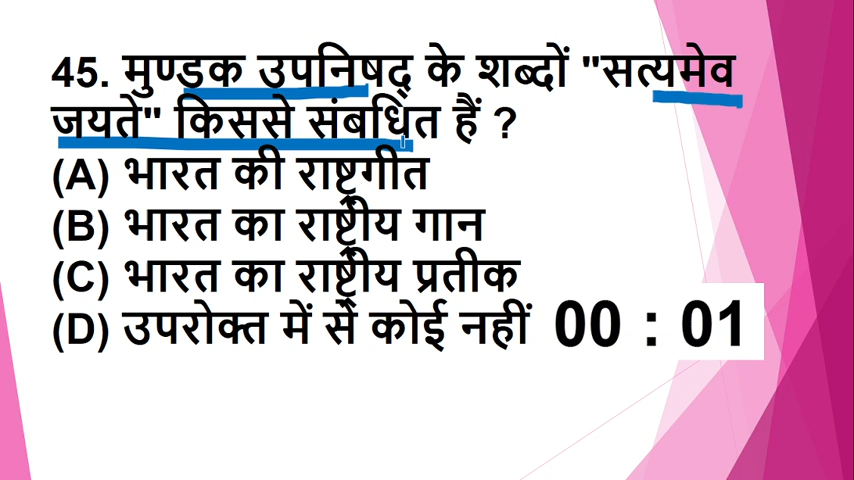 45. मुण्डक उपनिषद् के शब्दों "सत्यमेव
जयते" किससे संबधित हैं ?
(A) भारत की राष्ट्रगीत
(B) भारत का राष्ट्रीय गान
(C) भारत का राष्ट्रीय प्रतीक
(D) उपरोक्त में से कोई नहीं 00 : 01